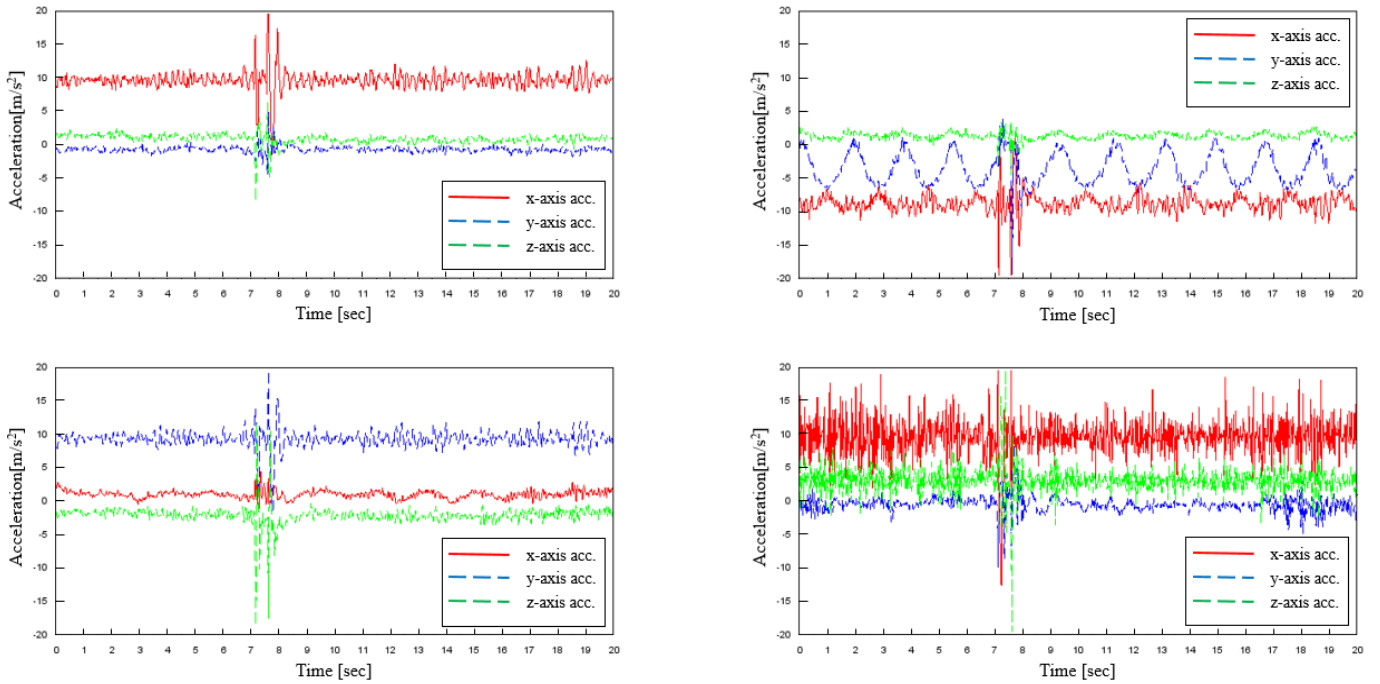 20
15
10
5
0
-5
-10
-15
-20
Acceleration[m/s²]
x-axis acc.
y-axis acc.
z-axis acc.
0 1 2 3 4 5 6 7 8 9 10 11 12 13 14 15 16 17 18 19 20
Time [sec]
20
15
10
5
0
-5
-10
-15
-20
Acceleration[m/s²]
x-axis acc.
y-axis acc.
z-axis acc.
0 1 2 3 4 5 6 7 8 9 10 11 12 13 14 15 16 17 18 19 20
Time [sec]
20
15
10
5
0
-5
-10
-15
-20
Acceleration[m/s²]
x-axis acc.
y-axis acc.
z-axis acc.
0 1 2 3 4 5 6 7 8 9 10 11 12 13 14 15 16 17 18 19 20
Time [sec]
20
15
10
5
0
-5
-10
-15
-20
Acceleration[m/s²]
x-axis acc.
y-axis acc.
z-axis acc.
0 1 2 3 4 5 6 7 8 9 10 11 12 13 14 15 16 17 18 19 20
Time [sec]